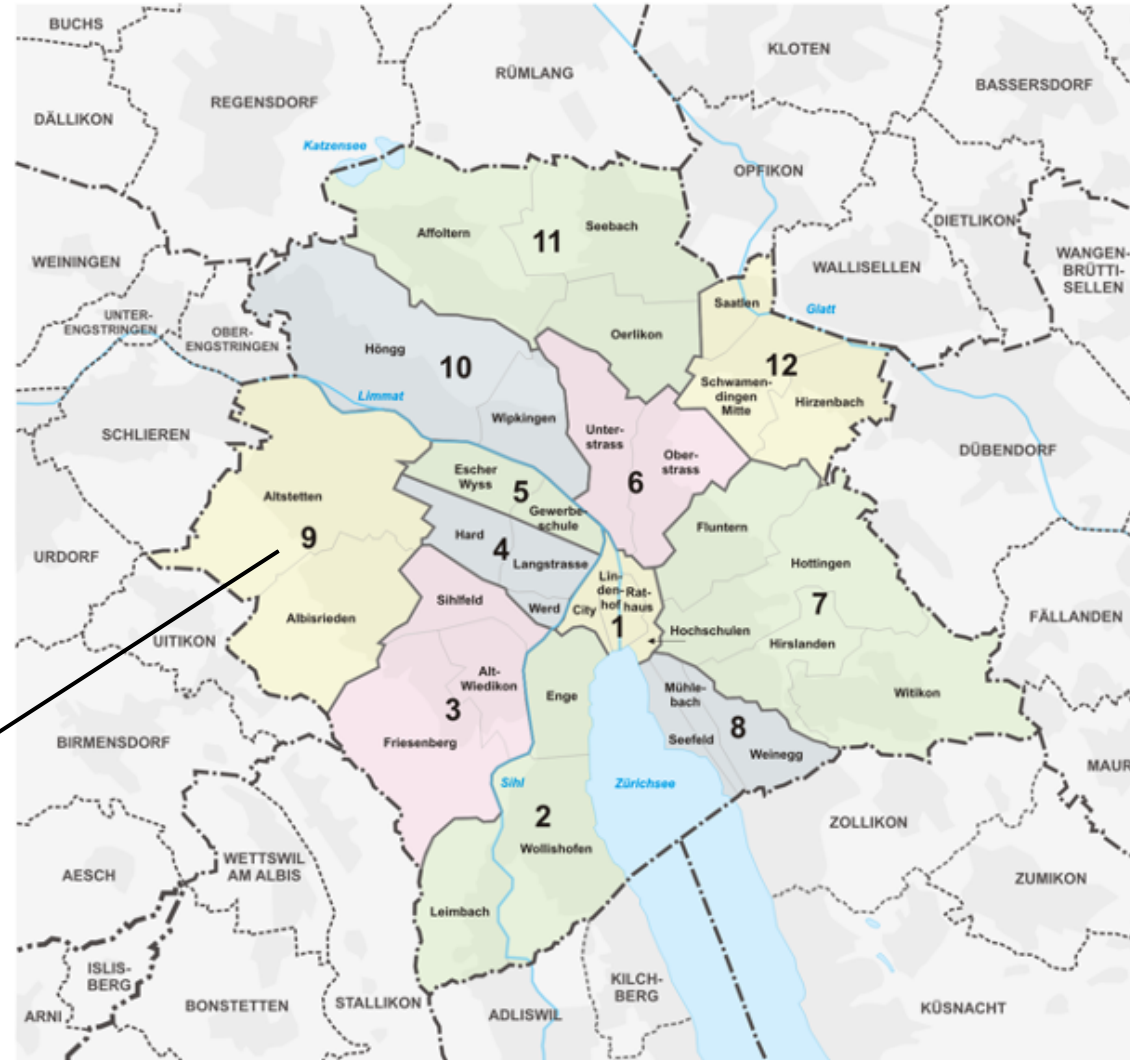 BUCHS
KLOTEN
RÜMLANG
BASSERSDORF
REGENSDORF
DÄLLIKON
Katzensee
OPFIKON
DIETLIKON
Affoltern
Seebach
11
WEININGEN
WALLISELLEN
WANGEN-
BRÜTTI-
SELLEN
Saatlen
Glatt
UNTER-
ENGSTRINGEN
OBER-
ENGSTRINGEN
Oerlikon
Höngg
10
12
Schwamen-
dingen
Mitte
Hirzenbach
Limmat
Wipkingen
SCHLIEREN
Unter-
strass
DÜBENDORF
Ober-
strass
6
Escher
Wyss
5
Altstetten
Gewerbe-
schule
Fluntern
9
Hard
4
URDORF
Langstrasse
Hottingen
Lin-
den-
hof
Rat-
haus
Sihlfeld
7
Werd
City
Albisrieden
FÄLLANDEN
1
Hochschulen
UITIKON
Hirslanden
Alt-
Wiedikon
Mühle-
bach
Enge
Witikon
3
8
Friesenberg
Seefeld
BIRMENSDORF
Weinegg
MAUR
Sihl
Zürichsee
2
ZOLLIKON
Wollishofen
WETTSWIL
AM ALBIS
AESCH
ZUMIKON
Leimbach
ISLIS-
BERG
KILCH-
BERG
BONSTETTEN
STALLIKON
ARNI
ADLISWIL
KÜSNACHT